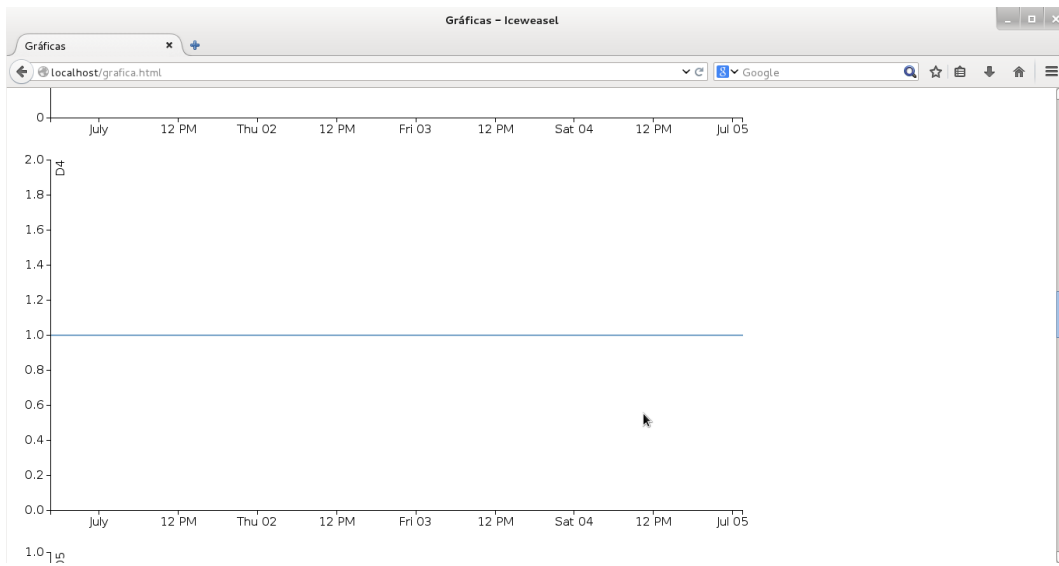 Gráficas - Iceweasel
Gráficas
localhost/grafica.html
8 Google
0
July 12 PM Thu 02 12 PM Fri 03 12 PM Sat 04 12 PM Jul 05
2.0
D4
1.8
1.6
1.4
1.2
1.0
0.8
0.6
0.4
0.2
0.0
July 12 PM Thu 02 12 PM Fri 03 12 PM Sat 04 12 PM Jul 05
1.0